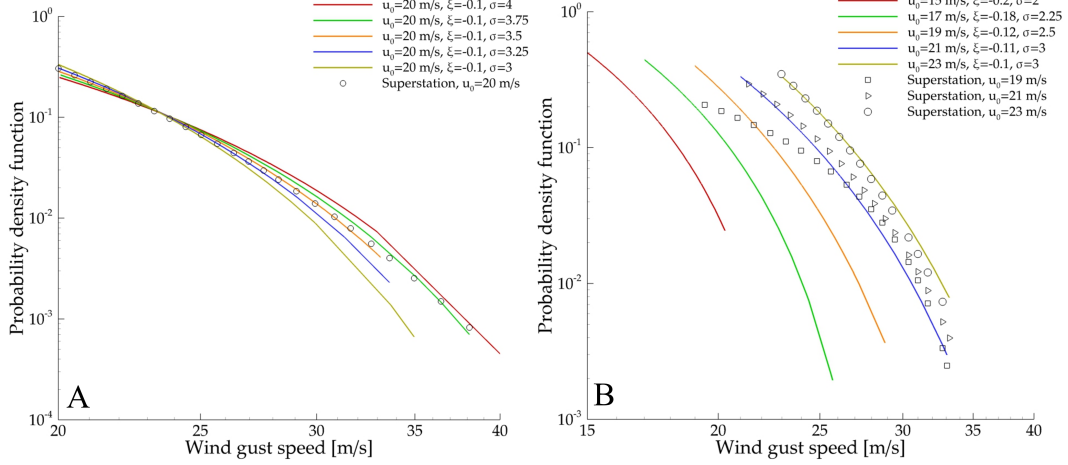 u₀=20 m/s, ξ=-0.1, σ=4
u₀=20 m/s, ξ=-0.1, σ=3.75
u₀=20 m/s, ξ=-0.1, σ=3.5
u₀=20 m/s, ξ=-0.1, σ=3.25
u₀=20 m/s, ξ=-0.1, σ=3
Superstation, u₀=20 m/s
10⁰
10⁻¹
10⁻²
10⁻³
10⁻⁴
Probability density function
A
20
25
30
35
40
Wind gust speed [m/s]
u₀=15 m/s, ξ=-0.2, σ=2
u₀=17 m/s, ξ=-0.18, σ=2.25
u₀=19 m/s, ξ=-0.12, σ=2.5
u₀=21 m/s, ξ=-0.11, σ=3
u₀=23 m/s, ξ=-0.1, σ=3
Superstation, u₀=19 m/s
Superstation, u₀=21 m/s
Superstation, u₀=23 m/s
10⁰
10⁻¹
10⁻²
10⁻³
Probability density function
B
15
20
25
30
35
40
Wind gust speed [m/s]